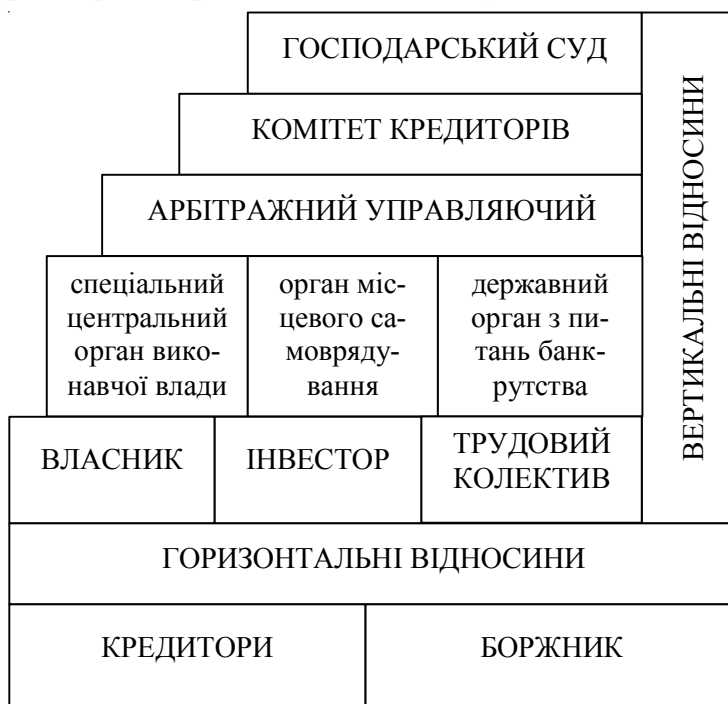 ГОСПОДАРСЬКИЙ СУД
КОМІТЕТ КРЕДИТОРІВ
АРБІТРАЖНИЙ УПРАВЛЯЮЧИЙ
спеціальний
центральний
орган вико-
навчої влади
орган міс-
цевого са-
моврядy-
вання
державний
орган з пи-
тань банк-
рутства
ВЛАСНИК
ІНВЕСТОР
ТРУДОВИЙ
КОЛЕКТИВ
ВЕРТИКАЛЬНІ ВІДНОСИНИ
ГОРИЗОНТАЛЬНІ ВІДНОСИНИ
КРЕДИТОРИ
БОРЖНИК